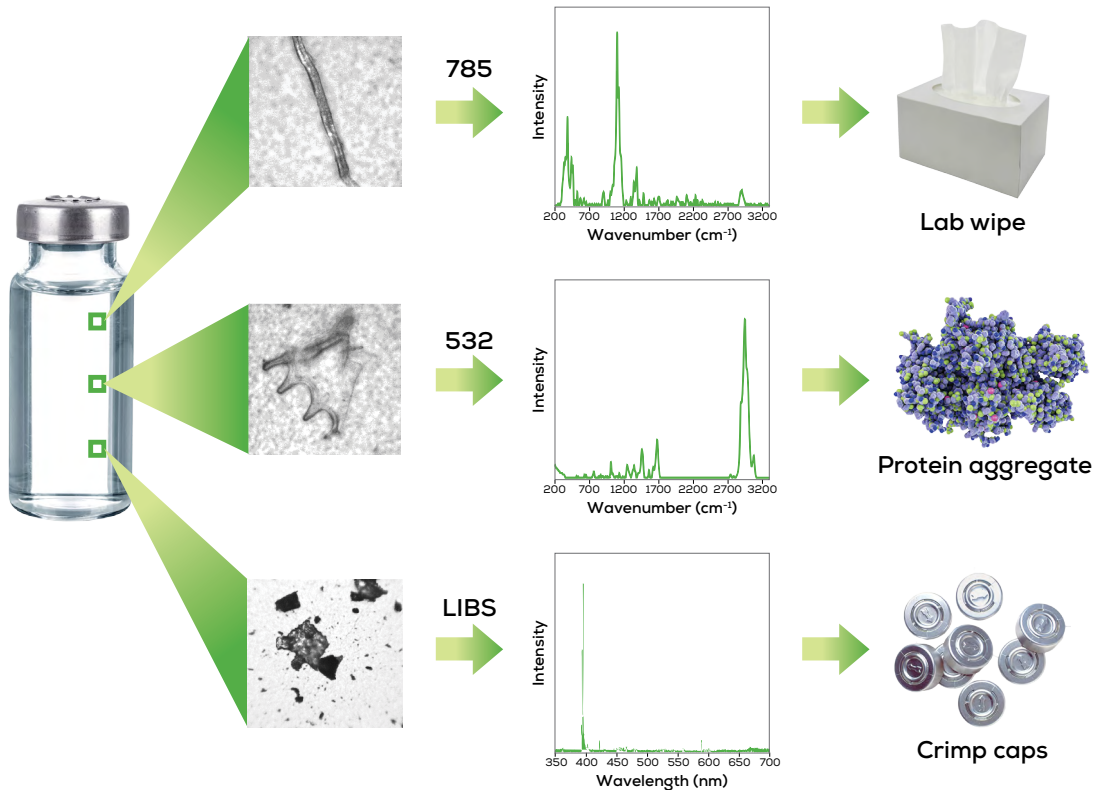 785
Intensity
200 700 1200 1700 2200 2700 3200
Wavenumber (cm⁻¹)
Lab wipe
532
Intensity
200 700 1200 1700 2200 2700 3200
Wavenumber (cm⁻¹)
Protein aggregate
LIBS
Intensity
350 400 450 500 550 600 650 700
Wavelength (nm)
Crimp caps